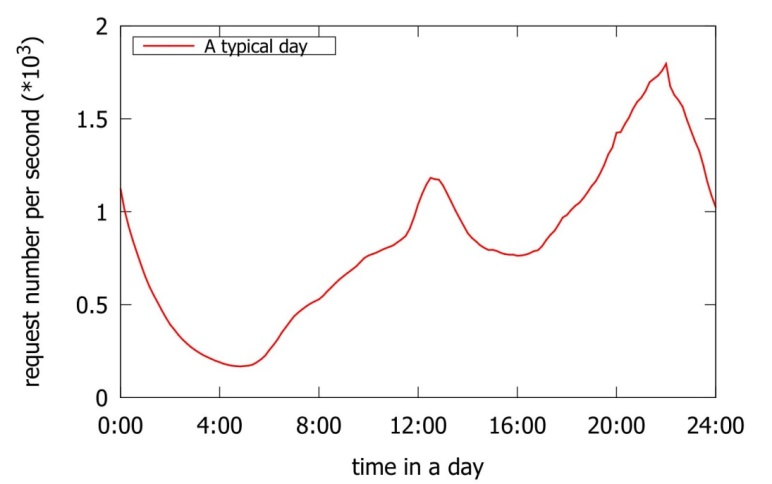 request number per second (*10³)
2
1.5
1
0.5
0
A typical day
0:00 4:00 8:00 12:00 16:00 20:00 24:00
time in a day